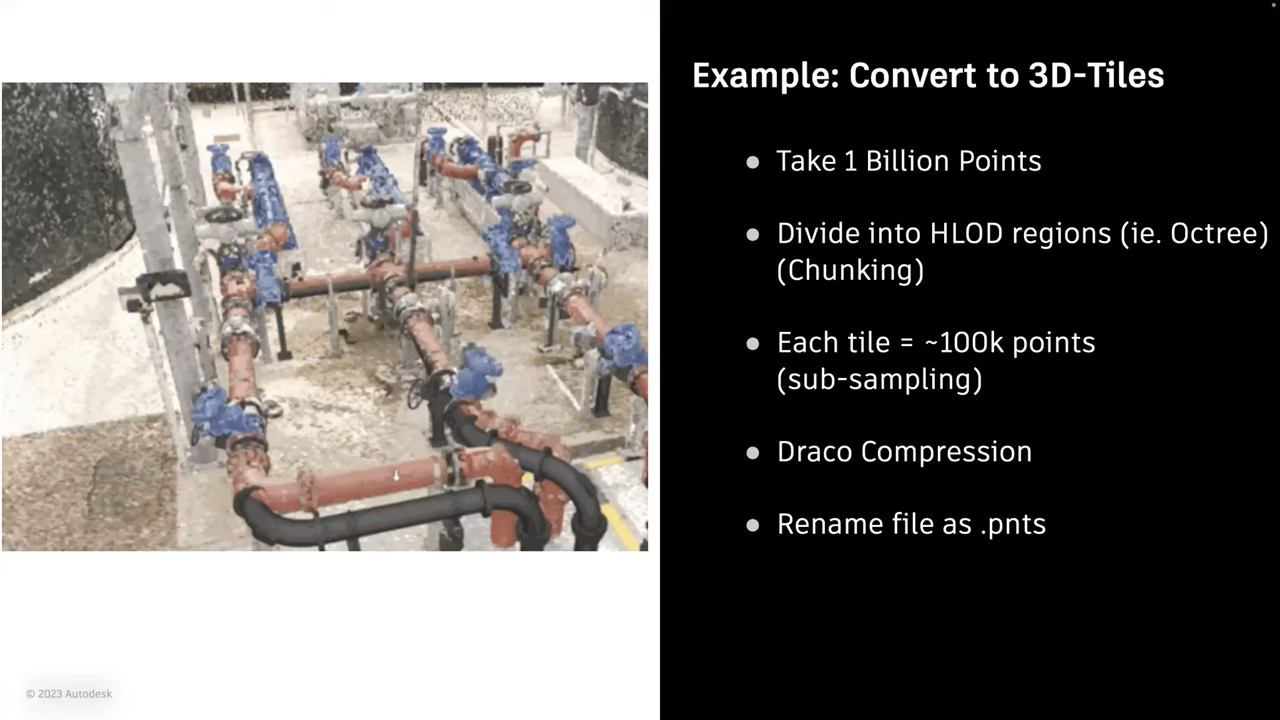 Example: Convert to 3D-Tiles
● Take 1 Billion Points
● Divide into HLOD regions (ie. Octree)
(Chunking)
● Each tile = ~100k points
(sub-sampling)
● Draco Compression
● Rename file as .pnts
© 2023 Autodesk